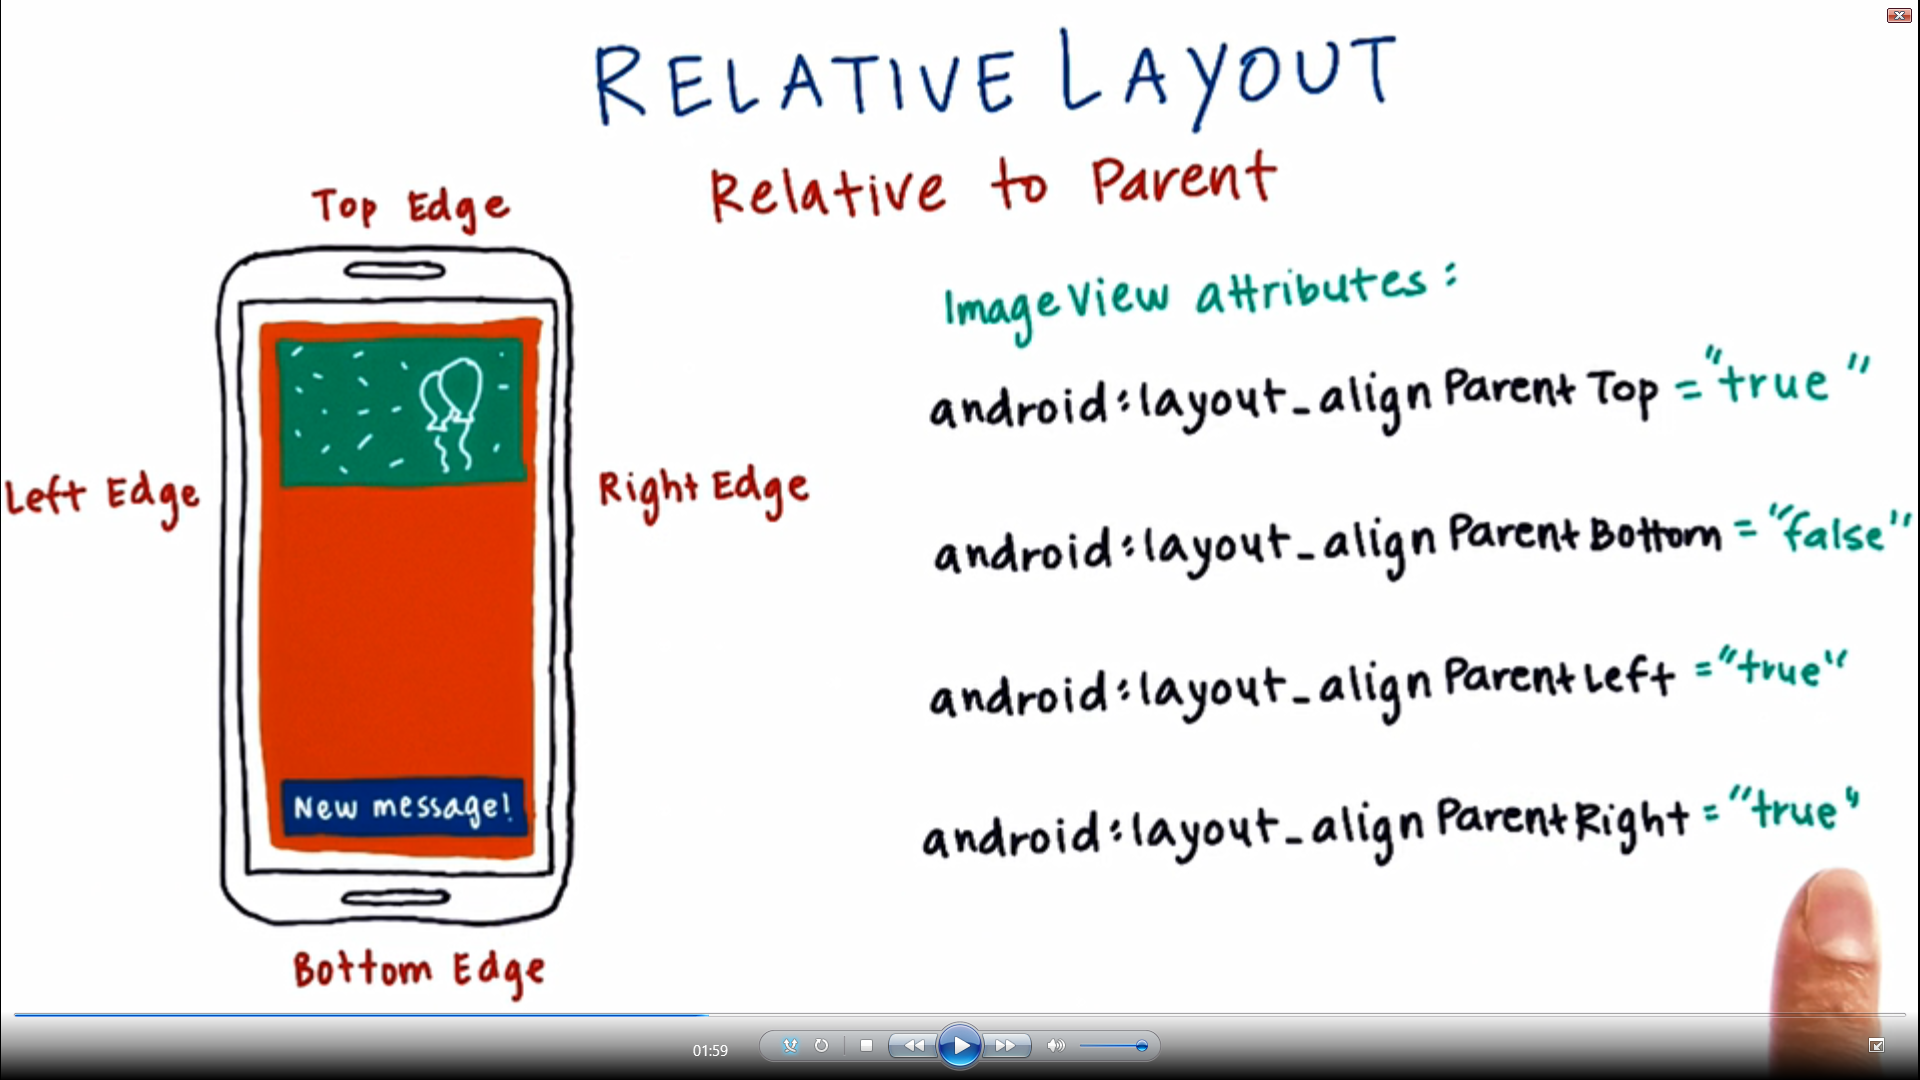 RELATIVE LAYOUT
Relative to Parent
Top Edge
Left Edge
Right Edge
New message!
Bottom Edge
ImageView attributes:
android:layout_alignParentTop = "true"
android:layout_alignParentBottom = "false"
android:layout_alignParentLeft = "true"
android:layout_alignParentRight = "true"
01:59